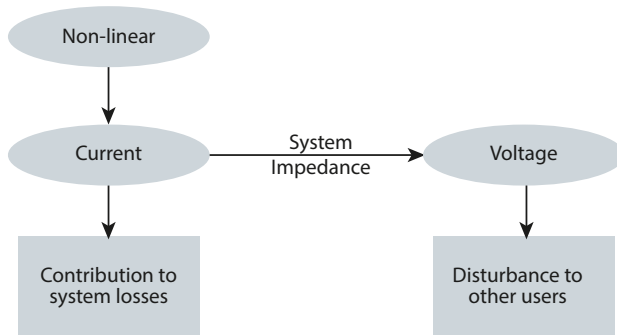 Non-linear
Current
System
Impedance
Voltage
Contribution to
system losses
Disturbance to
other users